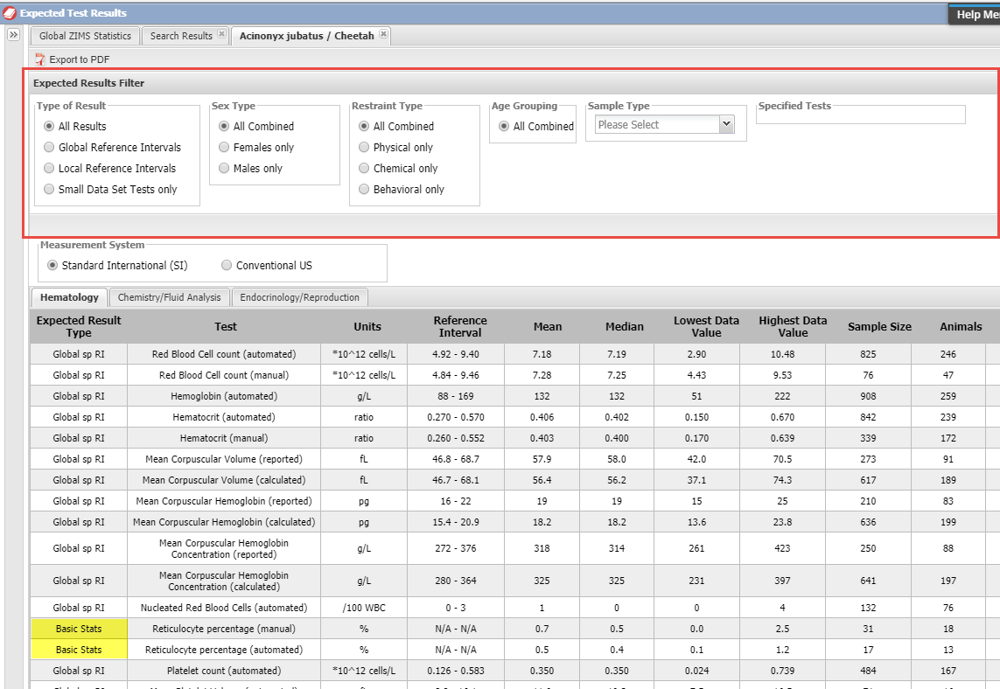 Expected Test Results
Help Me
Global ZIMS Statistics Search Results Acinonyx jubatus / Cheetah
Export to PDF
Expected Results Filter
Type of Result Sex Type Restraint Type Age Grouping Sample Type Specified Tests
All Results All Combined All Combined All Combined Please Select
Global Reference Intervals Females only Physical only
Local Reference Intervals Males only Chemical only
Small Data Set Tests only Behavioral only
Measurement System
Standard International (SI) Conventional US
Hematology Chemistry/Fluid Analysis Endocrinology/Reproduction
Expected Result Type Test Units Reference Interval Mean Median Lowest Data Value Highest Data Value Sample Size Animals
Global sp RI Red Blood Cell count (automated) *10^12 cells/L 4.92 - 9.40 7.18 7.19 2.90 10.48 825 246
Global sp RI Red Blood Cell count (manual) *10^12 cells/L 4.84 - 9.46 7.28 7.25 4.43 9.53 76 47
Global sp RI Hemoglobin (automated) g/L 88 - 169 132 132 51 222 908 259
Global sp RI Hematocrit (automated) ratio 0.270 - 0.570 0.406 0.402 0.150 0.670 842 239
Global sp RI Hematocrit (manual) ratio 0.260 - 0.552 0.403 0.400 0.170 0.639 339 172
Global sp RI Mean Corpuscular Volume (reported) fL 46.8 - 68.7 57.9 58.0 42.0 70.5 273 91
Global sp RI Mean Corpuscular Volume (calculated) fL 46.7 - 68.1 56.4 56.2 37.1 74.3 617 189
Global sp RI Mean Corpuscular Hemoglobin (reported) pg 16 - 22 19 19 15 25 210 83
Global sp RI Mean Corpuscular Hemoglobin (calculated) pg 15.4 - 20.9 18.2 18.2 13.6 23.8 636 199
Global sp RI Mean Corpuscular Hemoglobin Concentration (reported) g/L 272 - 376 318 314 261 423 250 88
Global sp RI Mean Corpuscular Hemoglobin Concentration (calculated) g/L 280 - 364 325 325 231 397 641 197
Global sp RI Nucleated Red Blood Cells (automated) /100 WBC 0 - 3 1 0 0 4 132 76
Basic Stats Reticulocyte percentage (manual) % N/A - N/A 0.7 0.5 0.0 2.5 31 18
Basic Stats Reticulocyte percentage (automated) % N/A - N/A 0.5 0.4 0.1 1.2 17 13
Global sp RI Platelet count (automated) *10^12 cells/L 0.126 - 0.583 0.350 0.350 0.024 0.739 484 167